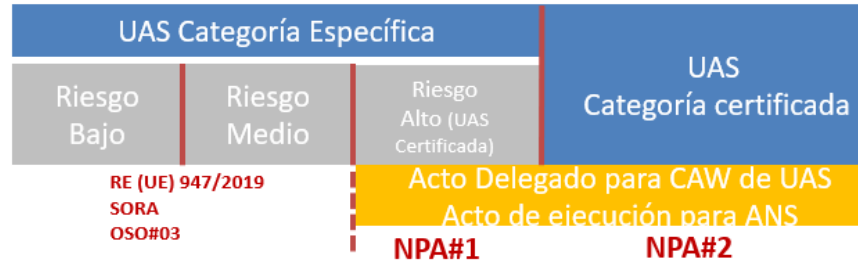 UAS Categoría Específica
UAS
Categoría certificada
Riesgo
Bajo
Riesgo
Medio
Riesgo
Alto (UAS
Certificada)
RE (UE) 947/2019
SORA
OSO#03
Acto Delegado para CAW de UAS
Acto de ejecución para ANS
NPA#1
NPA#2